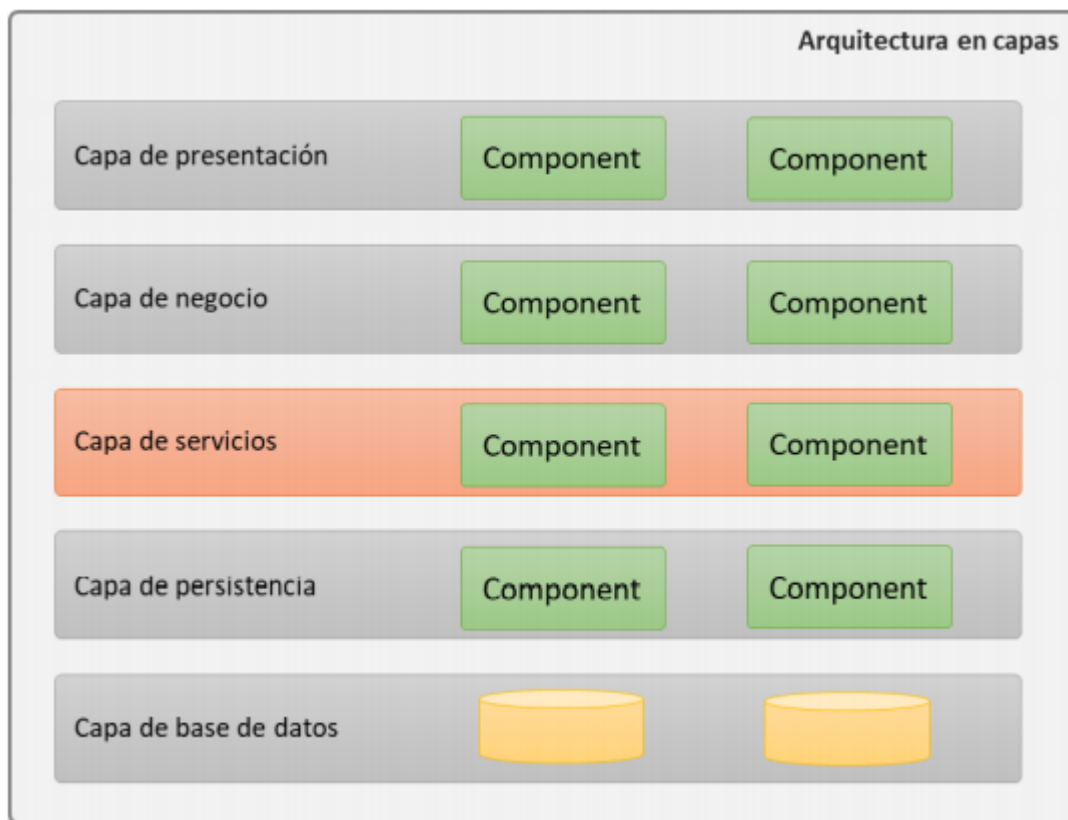 Arquitectura en capas
Capa de presentación
Component
Component
Capa de negocio
Component
Component
Capa de servicios
Component
Component
Capa de persistencia
Component
Component
Capa de base de datos